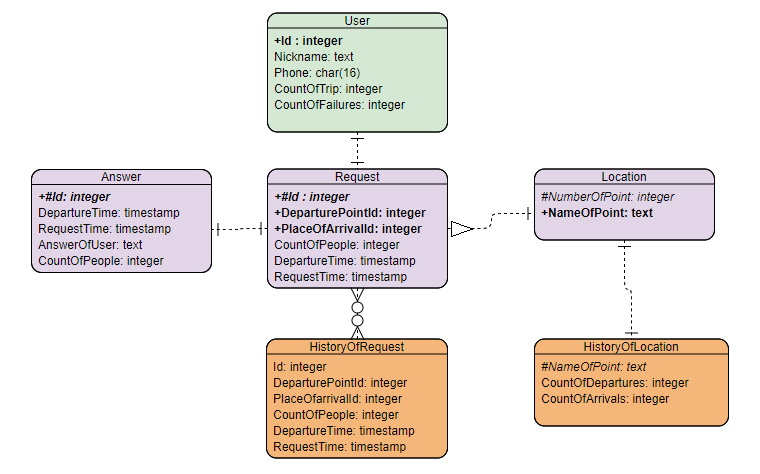 User
+Id : integer
Nickname: text
Phone: char(16)
CountOfTrip: integer
CountOfFailures: integer
Answer
+#Id: integer
DepartureTime: timestamp
RequestTime: timestamp
AnswerOfUser: text
CountOfPeople: integer
Request
+#Id : integer
+DeparturePointId: integer
+PlaceOfArrivalId: integer
CountOfPeople: integer
DepartureTime: timestamp
RequestTime: timestamp
Location
#NumberOfPoint: integer
+NameOfPoint: text
HistoryOfRequest
Id: integer
DeparturePointId: integer
PlaceOfarrivalId: integer
CountOfPeople: integer
DepartureTime: timestamp
RequestTime: timestamp
HistoryOfLocation
#NameOfPoint: text
CountOfDepartures: integer
CountOfArrivals: integer